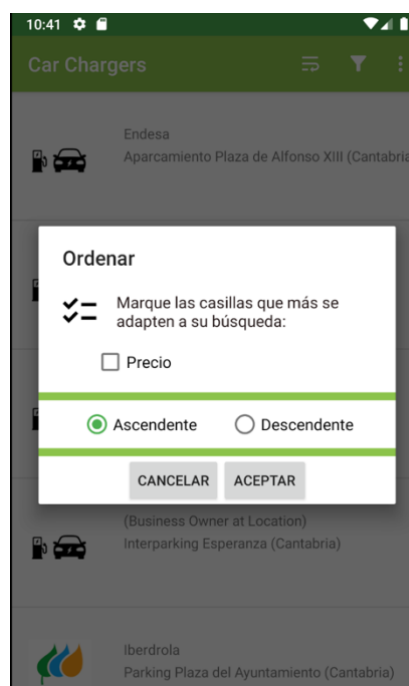 10:41
Car Chargers
Endesa
Aparcamiento Plaza de Alfonso XIII (Cantabria
Ordenar
Marque las casillas que más se
adapten a su búsqueda:
Precio
Ascendente Descendente
CANCELAR ACEPTAR
(Business Owner at Location)
Interparking Esperanza (Cantabria)
Iberdrola
Parking Plaza del Ayuntamiento (Cantabria)